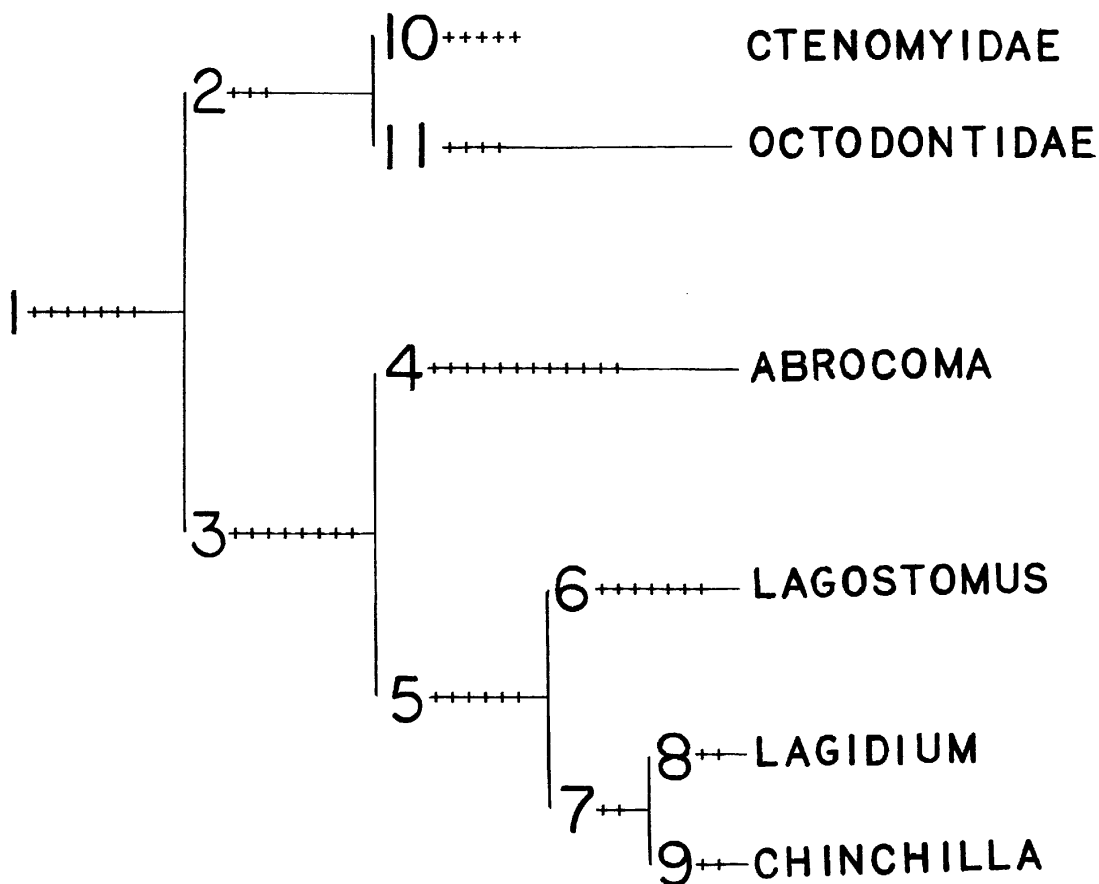 10 CTENOMYIDAE
2
11 OCTODONTIDAE
1
4 ABROCOMA
3
6 LAGOSTOMUS
5
8 LAGIDIUM
7
9 CHINCHILLA